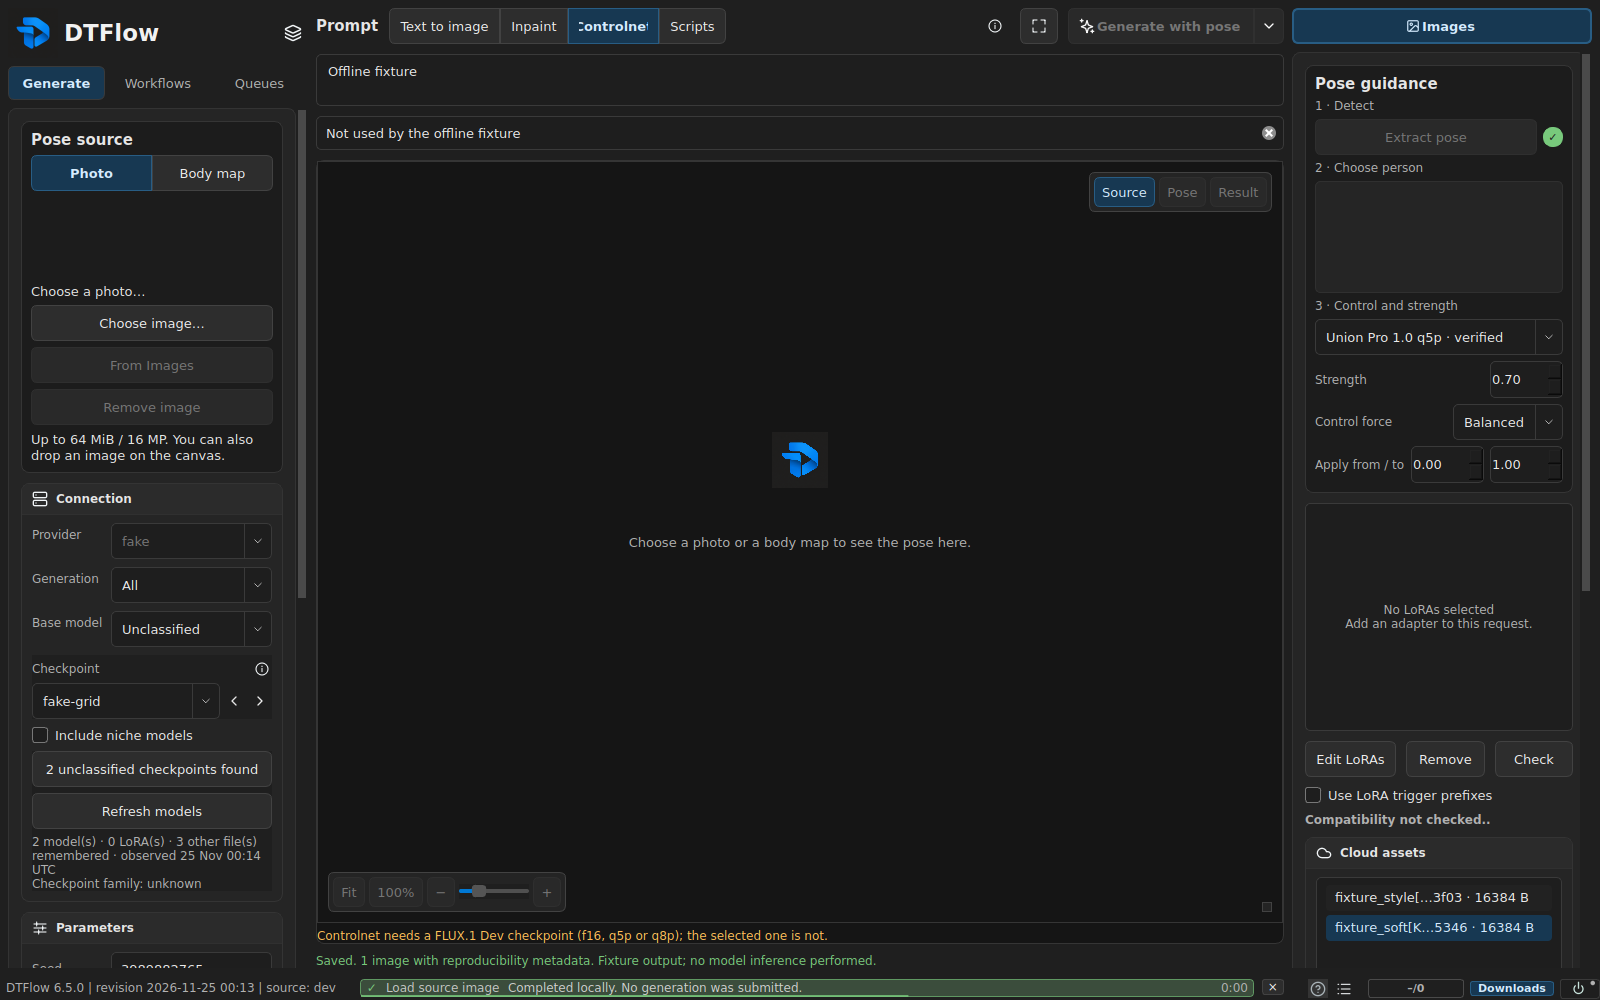 DTFlow
Prompt
Text to image
Inpaint
Controlnet
Scripts
Generate with pose
Images
Generate
Workflows
Queues
Offline fixture
Not used by the offline fixture
Pose source
Photo
Body map
Choose a photo…
Choose image…
From Images
Remove image
Up to 64 MiB / 16 MP. You can also
drop an image on the canvas.
Connection
Provider
fake
Generation
All
Base model
Unclassified
Checkpoint
fake-grid
Include niche models
2 unclassified checkpoints found
Refresh models
2 model(s) · 0 LoRA(s) · 3 other file(s)
remembered · observed 25 Nov 00:14
UTC
Checkpoint family: unknown
Parameters
Source
Pose
Result
Choose a photo or a body map to see the pose here.
Fit
100%
−
+
Controlnet needs a FLUX.1 Dev checkpoint (f16, q5p or q8p); the selected one is not.
Saved. 1 image with reproducibility metadata. Fixture output; no model inference performed.
Pose guidance
1 · Detect
Extract pose
2 · Choose person
3 · Control and strength
Union Pro 1.0 q5p · verified
Strength
0.70
Control force
Balanced
Apply from / to
0.00
1.00
No LoRAs selected
Add an adapter to this request.
Edit LoRAs
Remove
Check
Use LoRA trigger prefixes
Compatibility not checked..
Cloud assets
fixture_style[…3f03 · 16384 B
fixture_soft[K…5346 · 16384 B
DTFlow 6.5.0 | revision 2026-11-25 00:13 | source: dev
Load source image Completed locally. No generation was submitted.
0:00
-/0
Downloads